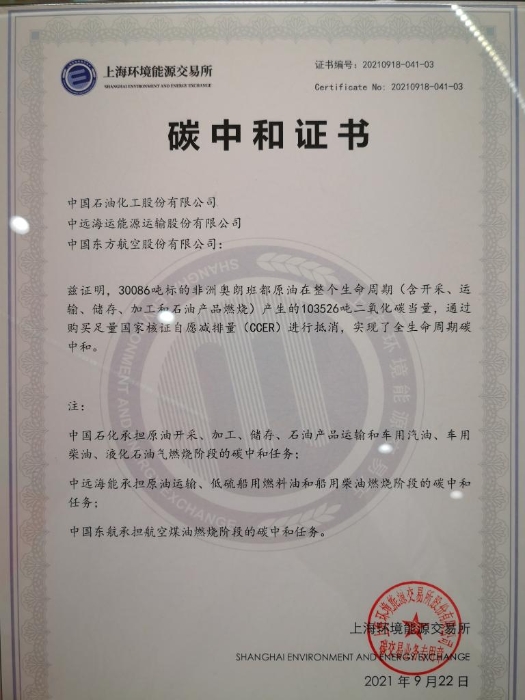 上海环境能源交易所
SHANGHAI ENVIRONMENT AND ENERGY EXCHANGE
证书编号：20210918-041-03
Certificate No: 20210918-041-03
碳中和证书
中国石油化工股份有限公司
中远海运能源运输股份有限公司
中国东方航空股份有限公司：
兹证明，30086吨标的非洲奥朗班都原油在整个生命周期（含开采、运
输、储存、加工和石油产品燃烧）产生的103526吨二氧化碳当量，通过
购买足量国家核证自愿减排量（CCER）进行抵消，实现了全生命周期碳
中和。
注：
中国石化承担原油开采、加工、储存、石油产品运输和车用汽油、车用
柴油、液化石油气燃烧阶段的碳中和任务；
中远海能承担原油运输、低硫船用燃料油和船用柴油燃烧阶段的碳中和
任务；
中国东航承担航空煤油燃烧阶段的碳中和任务。
上海环境能源交易所
SHANGHAI ENVIRONMENT AND ENERGY EXCHANGE
2021 年 9 月 22 日